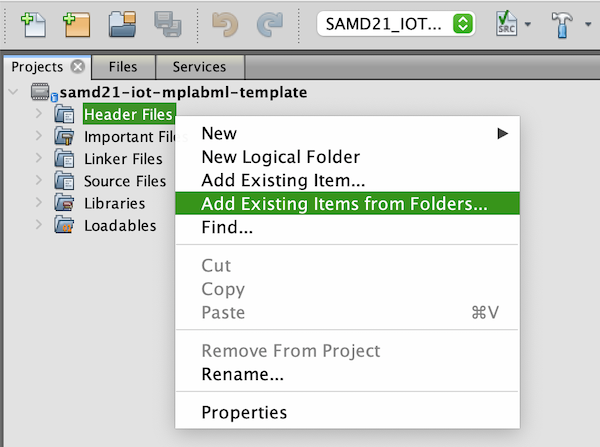 SAMD21_IOT...
SRC
Projects
Files
Services
samd21-iot-mplabml-template
Header Files
Important Files
Linker Files
Source Files
Libraries
Loadables
New
New Logical Folder
Add Existing Item...
Add Existing Items from Folders...
Find...
Cut
Copy
Paste ⌘V
Remove From Project
Rename...
Properties